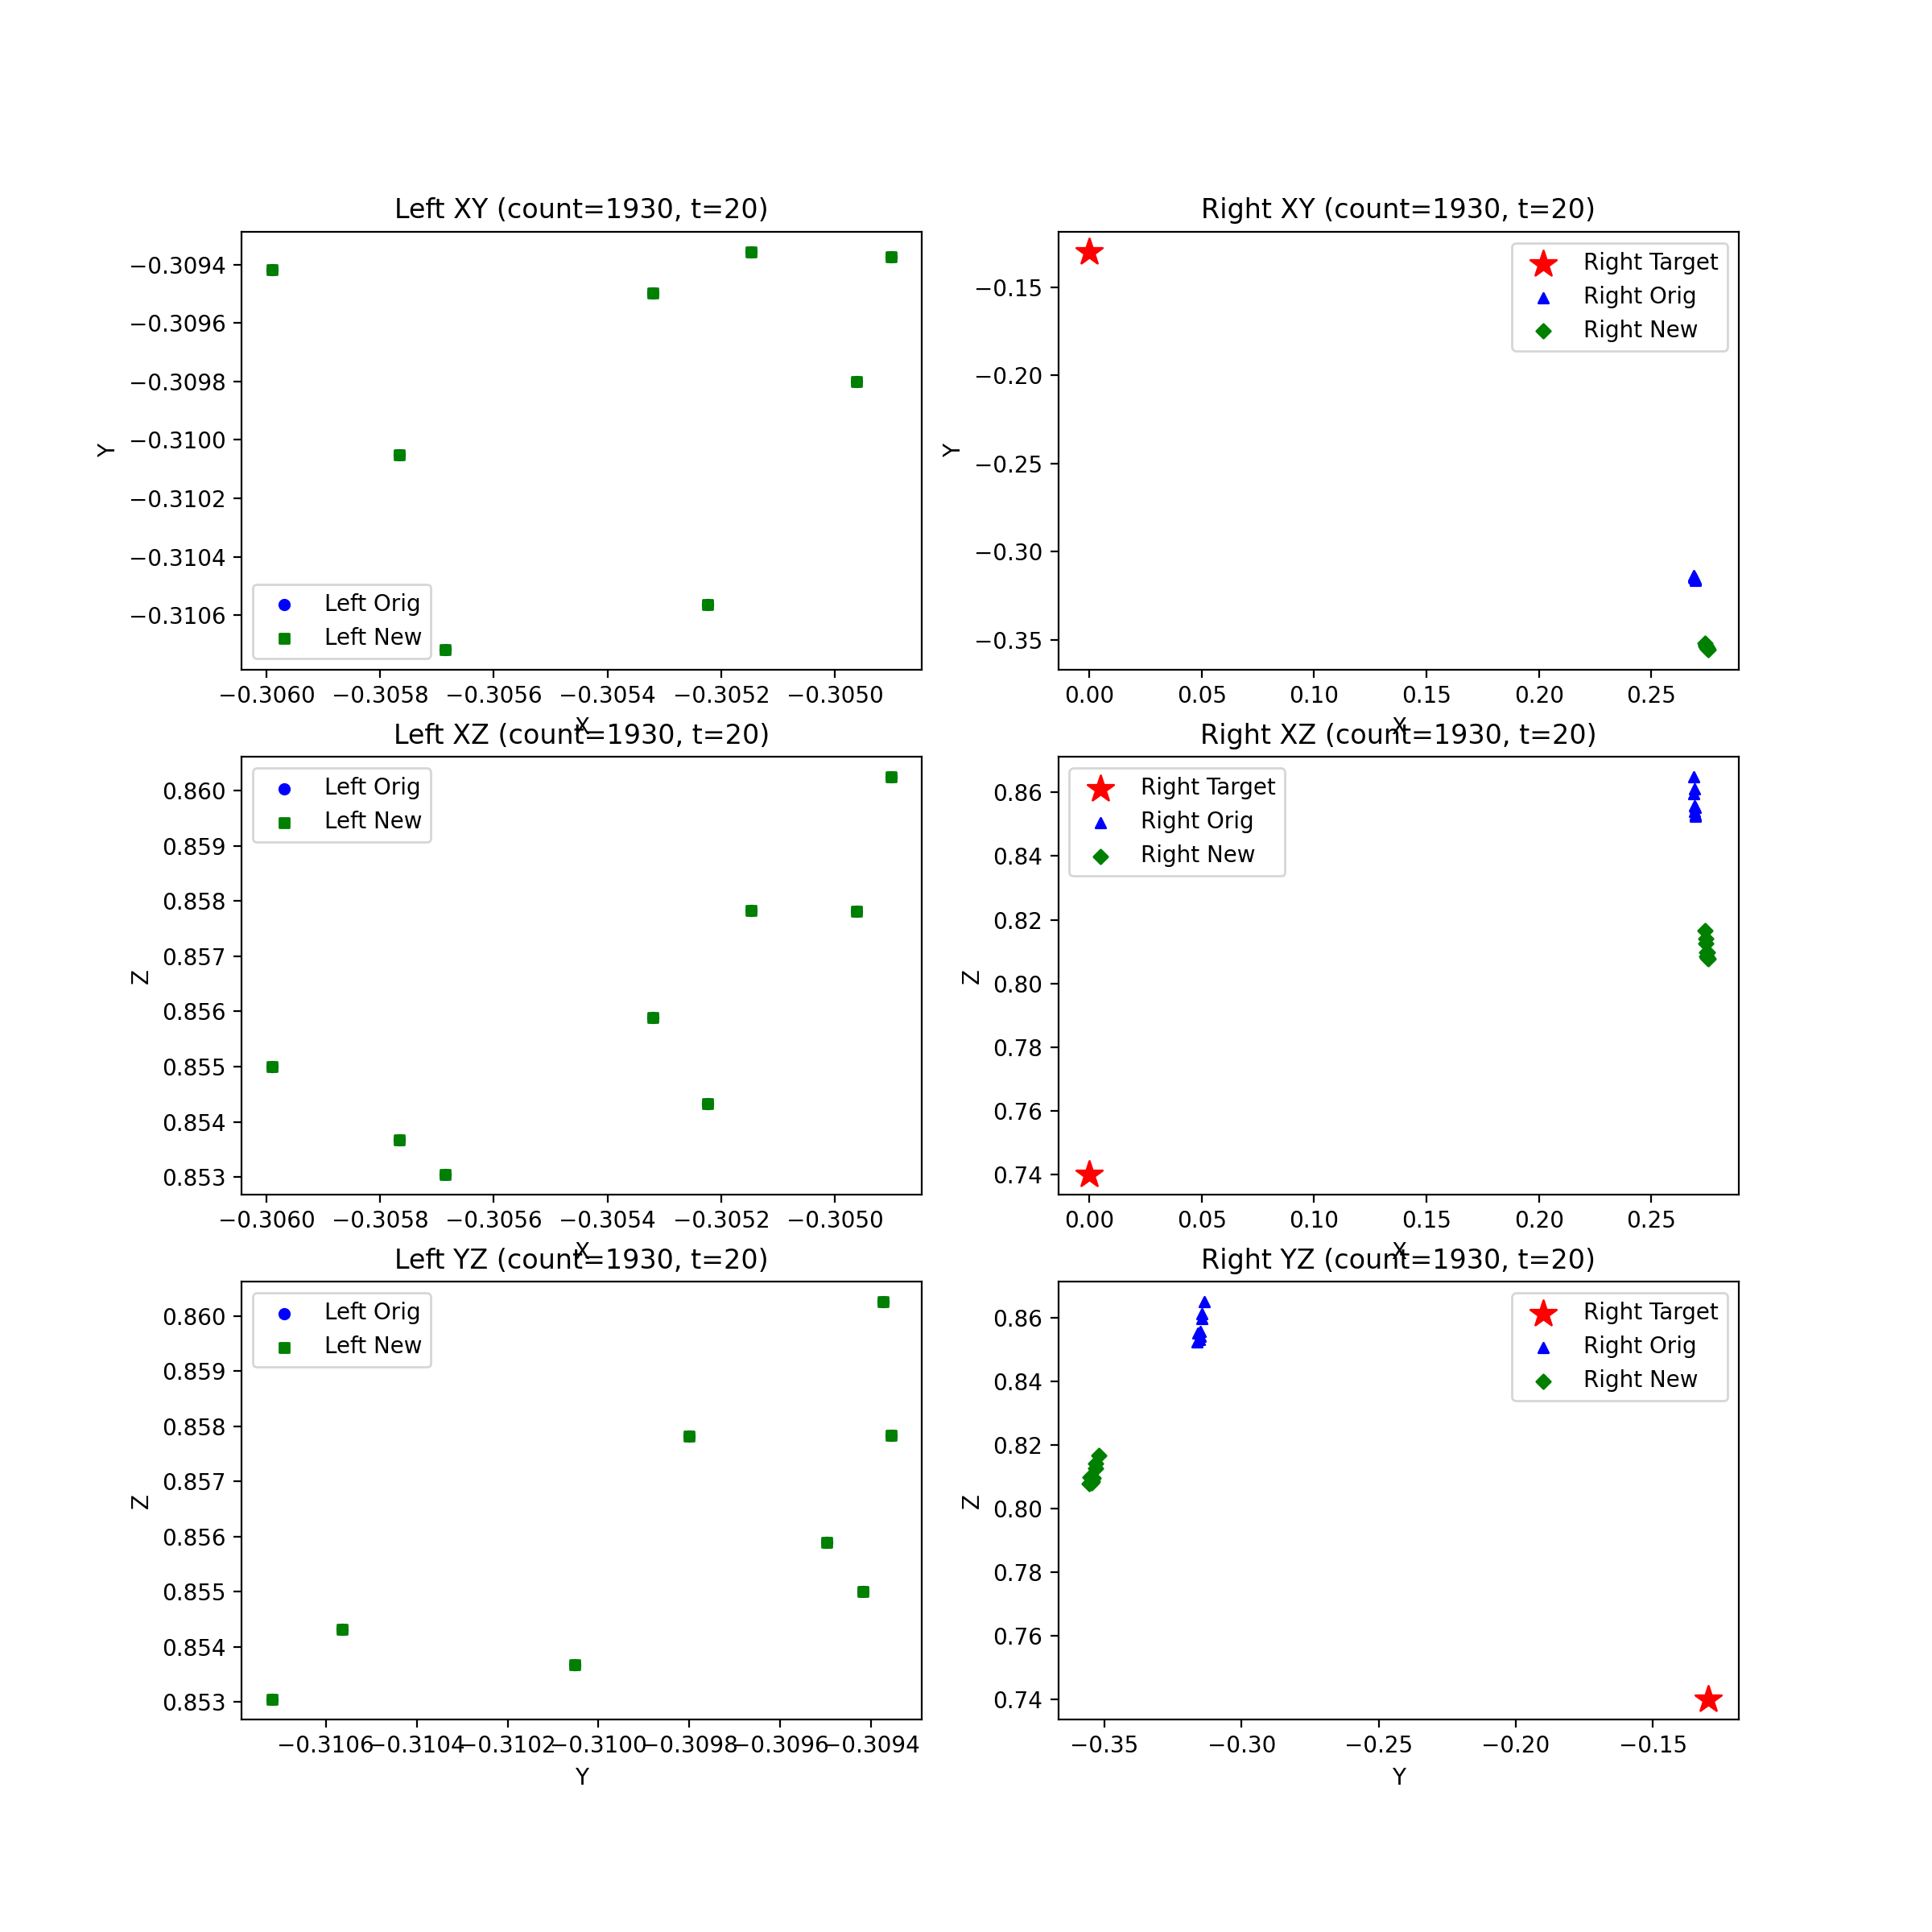 Left XY (count=1930, t=20)
−0.3094
−0.3096
−0.3098
−0.3100
−0.3102
−0.3104
−0.3106
Y
Left Orig
Left New
−0.3060 −0.3058 −0.3056 −0.3054 −0.3052 −0.3050
X
Right XY (count=1930, t=20)
−0.15
−0.20
−0.25
−0.30
−0.35
Y
Right Target
Right Orig
Right New
0.00 0.05 0.10 0.15 0.20 0.25
X
Left XZ (count=1930, t=20)
0.860
0.859
0.858
0.857
0.856
0.855
0.854
0.853
Z
Left Orig
Left New
−0.3060 −0.3058 −0.3056 −0.3054 −0.3052 −0.3050
X
Right XZ (count=1930, t=20)
0.86
0.84
0.82
0.80
0.78
0.76
0.74
Z
Right Target
Right Orig
Right New
0.00 0.05 0.10 0.15 0.20 0.25
X
Left YZ (count=1930, t=20)
0.860
0.859
0.858
0.857
0.856
0.855
0.854
0.853
Z
Left Orig
Left New
−0.3106 −0.3104 −0.3102 −0.3100 −0.3098 −0.3096 −0.3094
Y
Right YZ (count=1930, t=20)
0.86
0.84
0.82
0.80
0.78
0.76
0.74
Z
Right Target
Right Orig
Right New
−0.35 −0.30 −0.25 −0.20 −0.15
Y